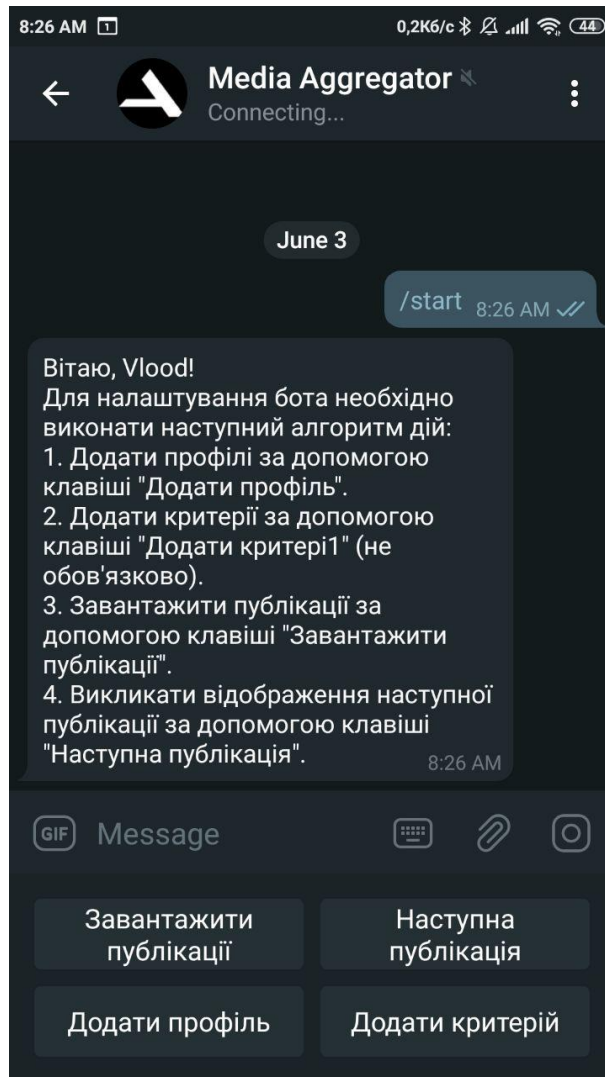 8:26 AM 1 0,2Кб/с 44
Media Aggregator
Connecting...
June 3
/start 8:26 AM
Вітаю, Vlood!
Для налаштування бота необхідно
виконати наступний алгоритм дій:
1. Додати профілі за допомогою
клавіші "Додати профіль".
2. Додати критерії за допомогою
клавіші "Додати критері1" (не
обов'язково).
3. Завантажити публікації за
допомогою клавіші "Завантажити
публікації".
4. Викликати відображення наступної
публікації за допомогою клавіші
"Наступна публікація". 8:26 AM
GIF Message
Завантажити
публікації
Наступна
публікація
Додати профіль
Додати критерій